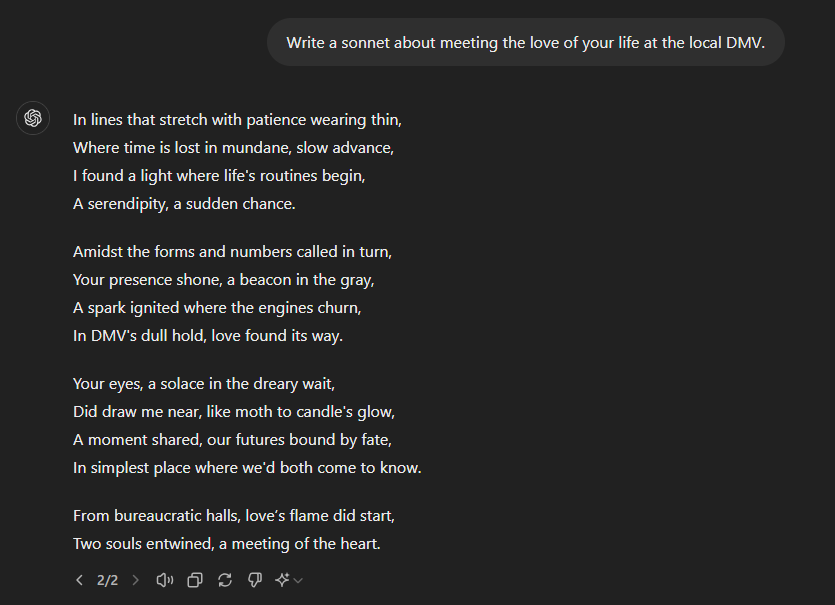 Write a sonnet about meeting the love of your life at the local DMV.
In lines that stretch with patience wearing thin,
Where time is lost in mundane, slow advance,
I found a light where life's routines begin,
A serendipity, a sudden chance.
Amidst the forms and numbers called in turn,
Your presence shone, a beacon in the gray,
A spark ignited where the engines churn,
In DMV's dull hold, love found its way.
Your eyes, a solace in the dreary wait,
Did draw me near, like moth to candle's glow,
A moment shared, our futures bound by fate,
In simplest place where we'd both come to know.
From bureaucratic halls, love’s flame did start,
Two souls entwined, a meeting of the heart.
2/2